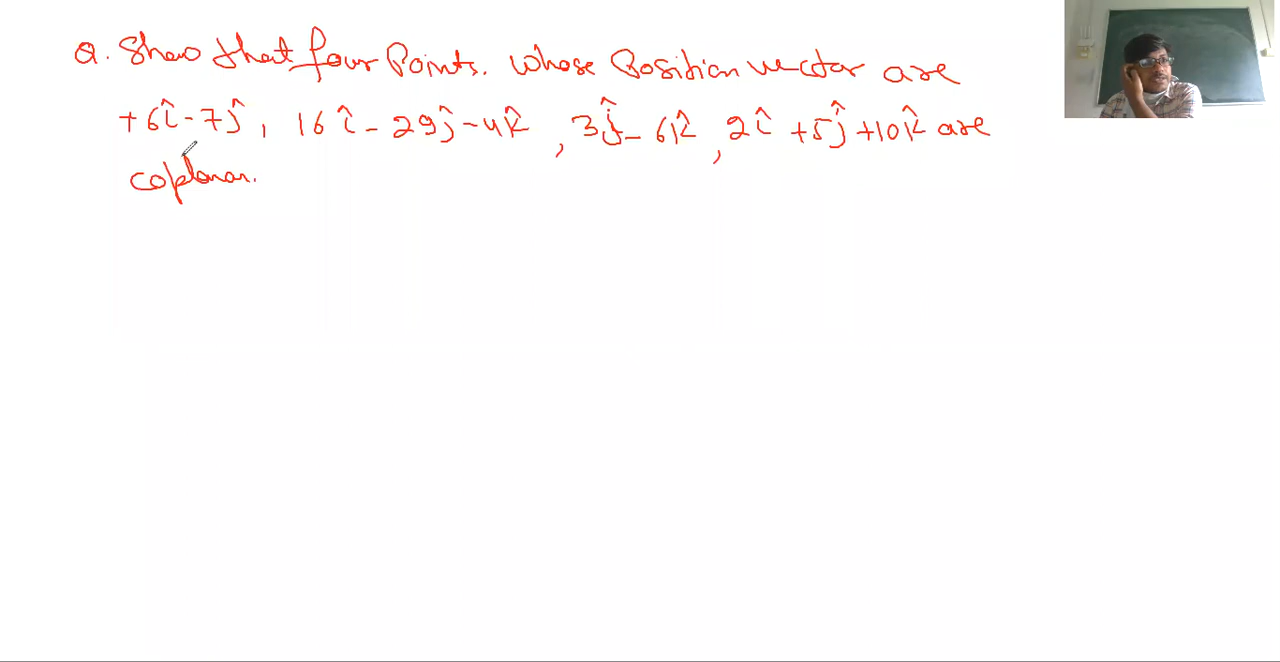 Q. Show that four Points. Whose Position vector are
+6î - 7ĵ, 16î - 29ĵ - 4k̂, 3ĵ - 6k̂, 2î + 5ĵ + 10k̂ are
coplanar.